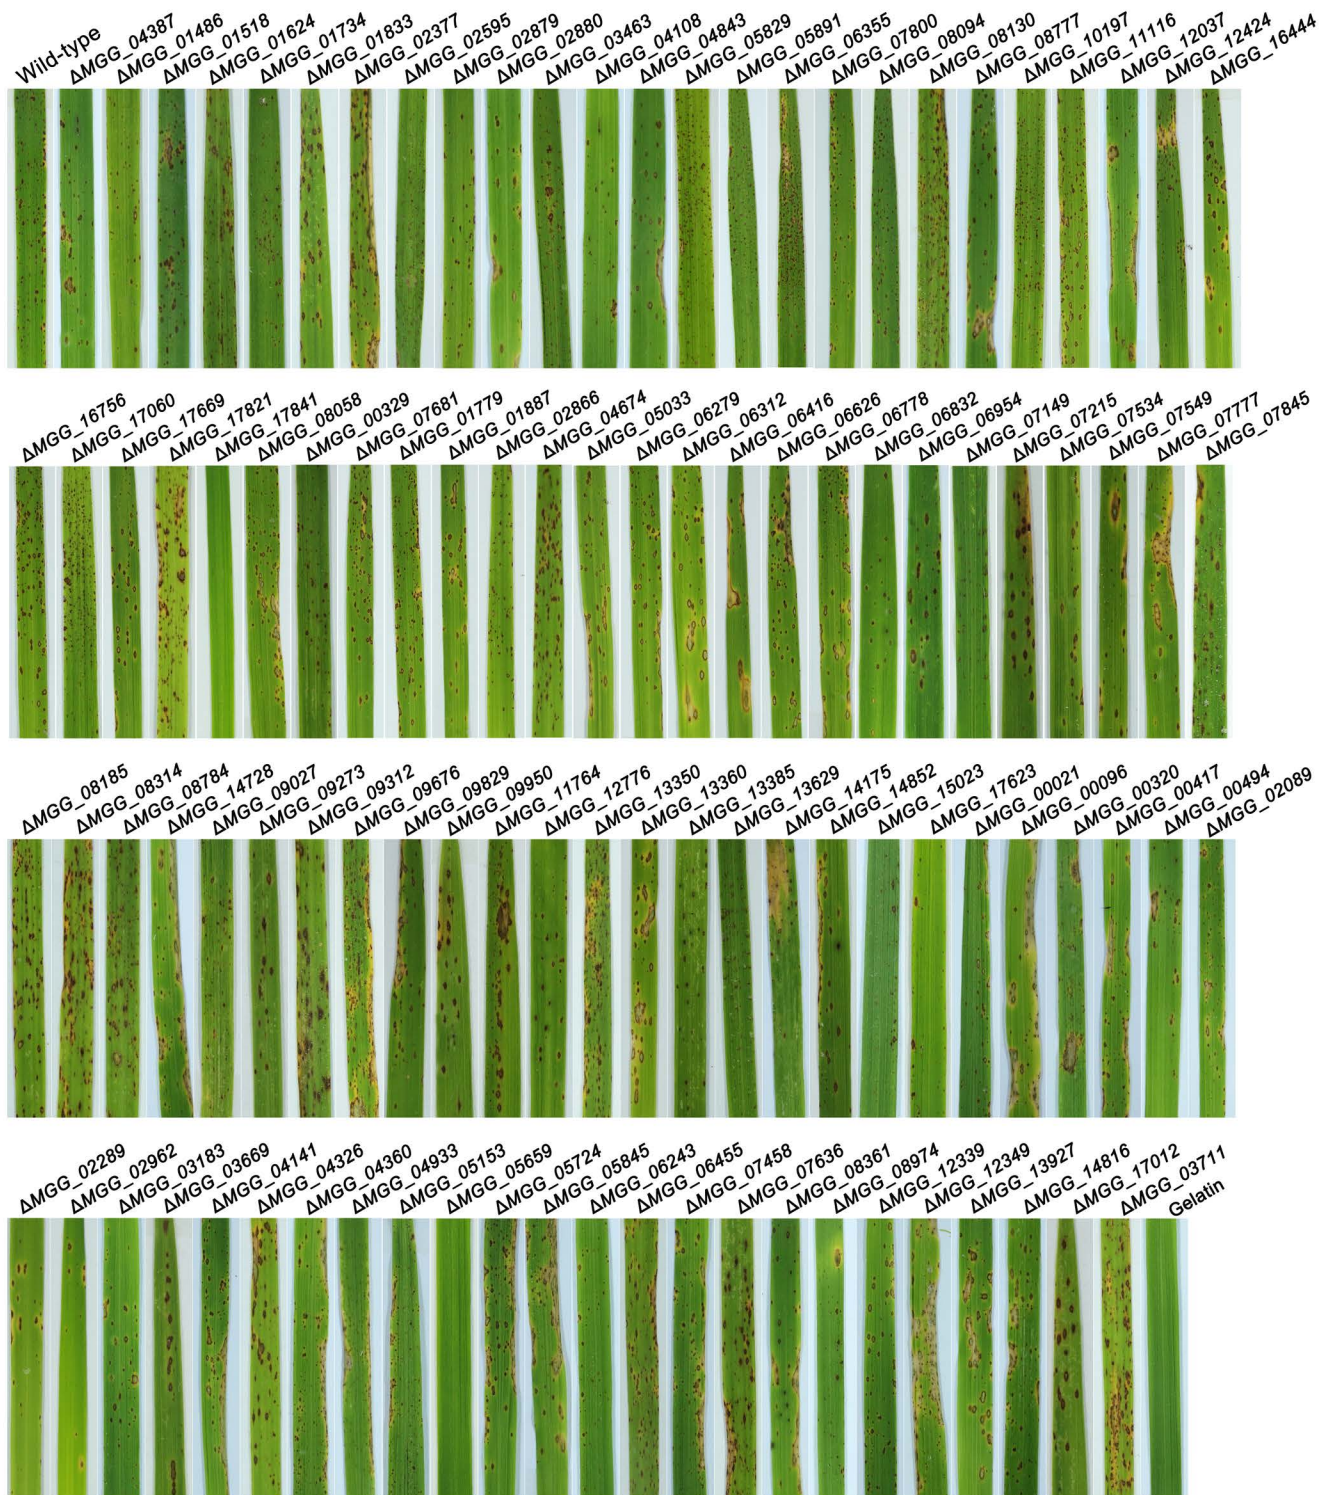 Wild-type ΔMGG_04387 ΔMGG_01486 ΔMGG_01518 ΔMGG_01624 ΔMGG_01734 ΔMGG_01833 ΔMGG_02377 ΔMGG_02595 ΔMGG_02879 ΔMGG_02880 ΔMGG_03463 ΔMGG_04108 ΔMGG_04843 ΔMGG_05829 ΔMGG_05891 ΔMGG_06355 ΔMGG_07800 ΔMGG_08094 ΔMGG_08130 ΔMGG_08777 ΔMGG_10197 ΔMGG_11116 ΔMGG_12037 ΔMGG_12424 ΔMGG_16444
ΔMGG_16756 ΔMGG_17060 ΔMGG_17669 ΔMGG_17821 ΔMGG_17841 ΔMGG_08058 ΔMGG_00329 ΔMGG_07681 ΔMGG_01779 ΔMGG_01887 ΔMGG_02866 ΔMGG_04674 ΔMGG_05033 ΔMGG_06279 ΔMGG_06312 ΔMGG_06416 ΔMGG_06626 ΔMGG_06778 ΔMGG_06832 ΔMGG_06954 ΔMGG_07149 ΔMGG_07215 ΔMGG_07534 ΔMGG_07549 ΔMGG_07777 ΔMGG_07845
ΔMGG_08185 ΔMGG_08314 ΔMGG_08784 ΔMGG_14728 ΔMGG_09027 ΔMGG_09273 ΔMGG_09312 ΔMGG_09676 ΔMGG_09829 ΔMGG_09950 ΔMGG_11764 ΔMGG_12776 ΔMGG_13350 ΔMGG_13360 ΔMGG_13385 ΔMGG_13629 ΔMGG_14175 ΔMGG_14852 ΔMGG_15023 ΔMGG_17623 ΔMGG_00021 ΔMGG_00096 ΔMGG_00320 ΔMGG_00417 ΔMGG_00494 ΔMGG_02089
ΔMGG_02289 ΔMGG_02962 ΔMGG_03183 ΔMGG_03669 ΔMGG_04141 ΔMGG_04326 ΔMGG_04360 ΔMGG_04933 ΔMGG_05153 ΔMGG_05659 ΔMGG_05724 ΔMGG_05845 ΔMGG_06243 ΔMGG_06455 ΔMGG_07458 ΔMGG_07636 ΔMGG_08361 ΔMGG_08974 ΔMGG_12339 ΔMGG_12349 ΔMGG_13927 ΔMGG_14816 ΔMGG_17012 ΔMGG_03711 Gelatin